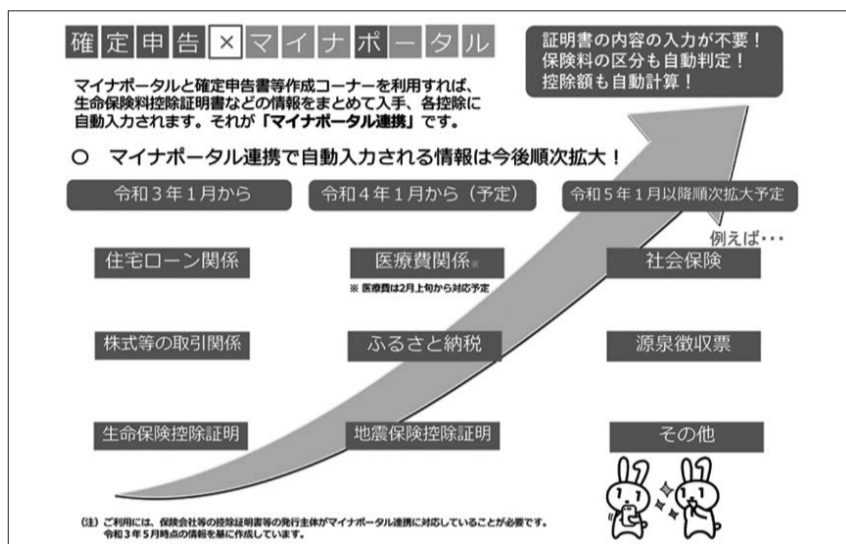 確定申告×マイナポータル
証明書の内容の入力が不要!
保険料の区分も自動判定!
控除額も自動計算!
マイナポータルと確定申告書等作成コーナーを利用すれば、
生命保険料控除証明書などの情報をまとめて入手、各控除に
自動入力されます。それが「マイナポータル連携」です。
○ マイナポータル連携で自動入力される情報は今後順次拡大!
令和3年1月から
令和4年1月から(予定)
令和5年1月以降順次拡大予定
例えば・・・
住宅ローン関係
医療費関係※
社会保険
※ 医療費は2月上旬から対応予定
株式等の取引関係
ふるさと納税
源泉徴収票
生命保険控除証明
地震保険控除証明
その他
(注) ご利用には、保険会社等の控除証明書等の発行主体がマイナポータル連携に対応していることが必要です。
令和3年5月時点の情報を基に作成しています。